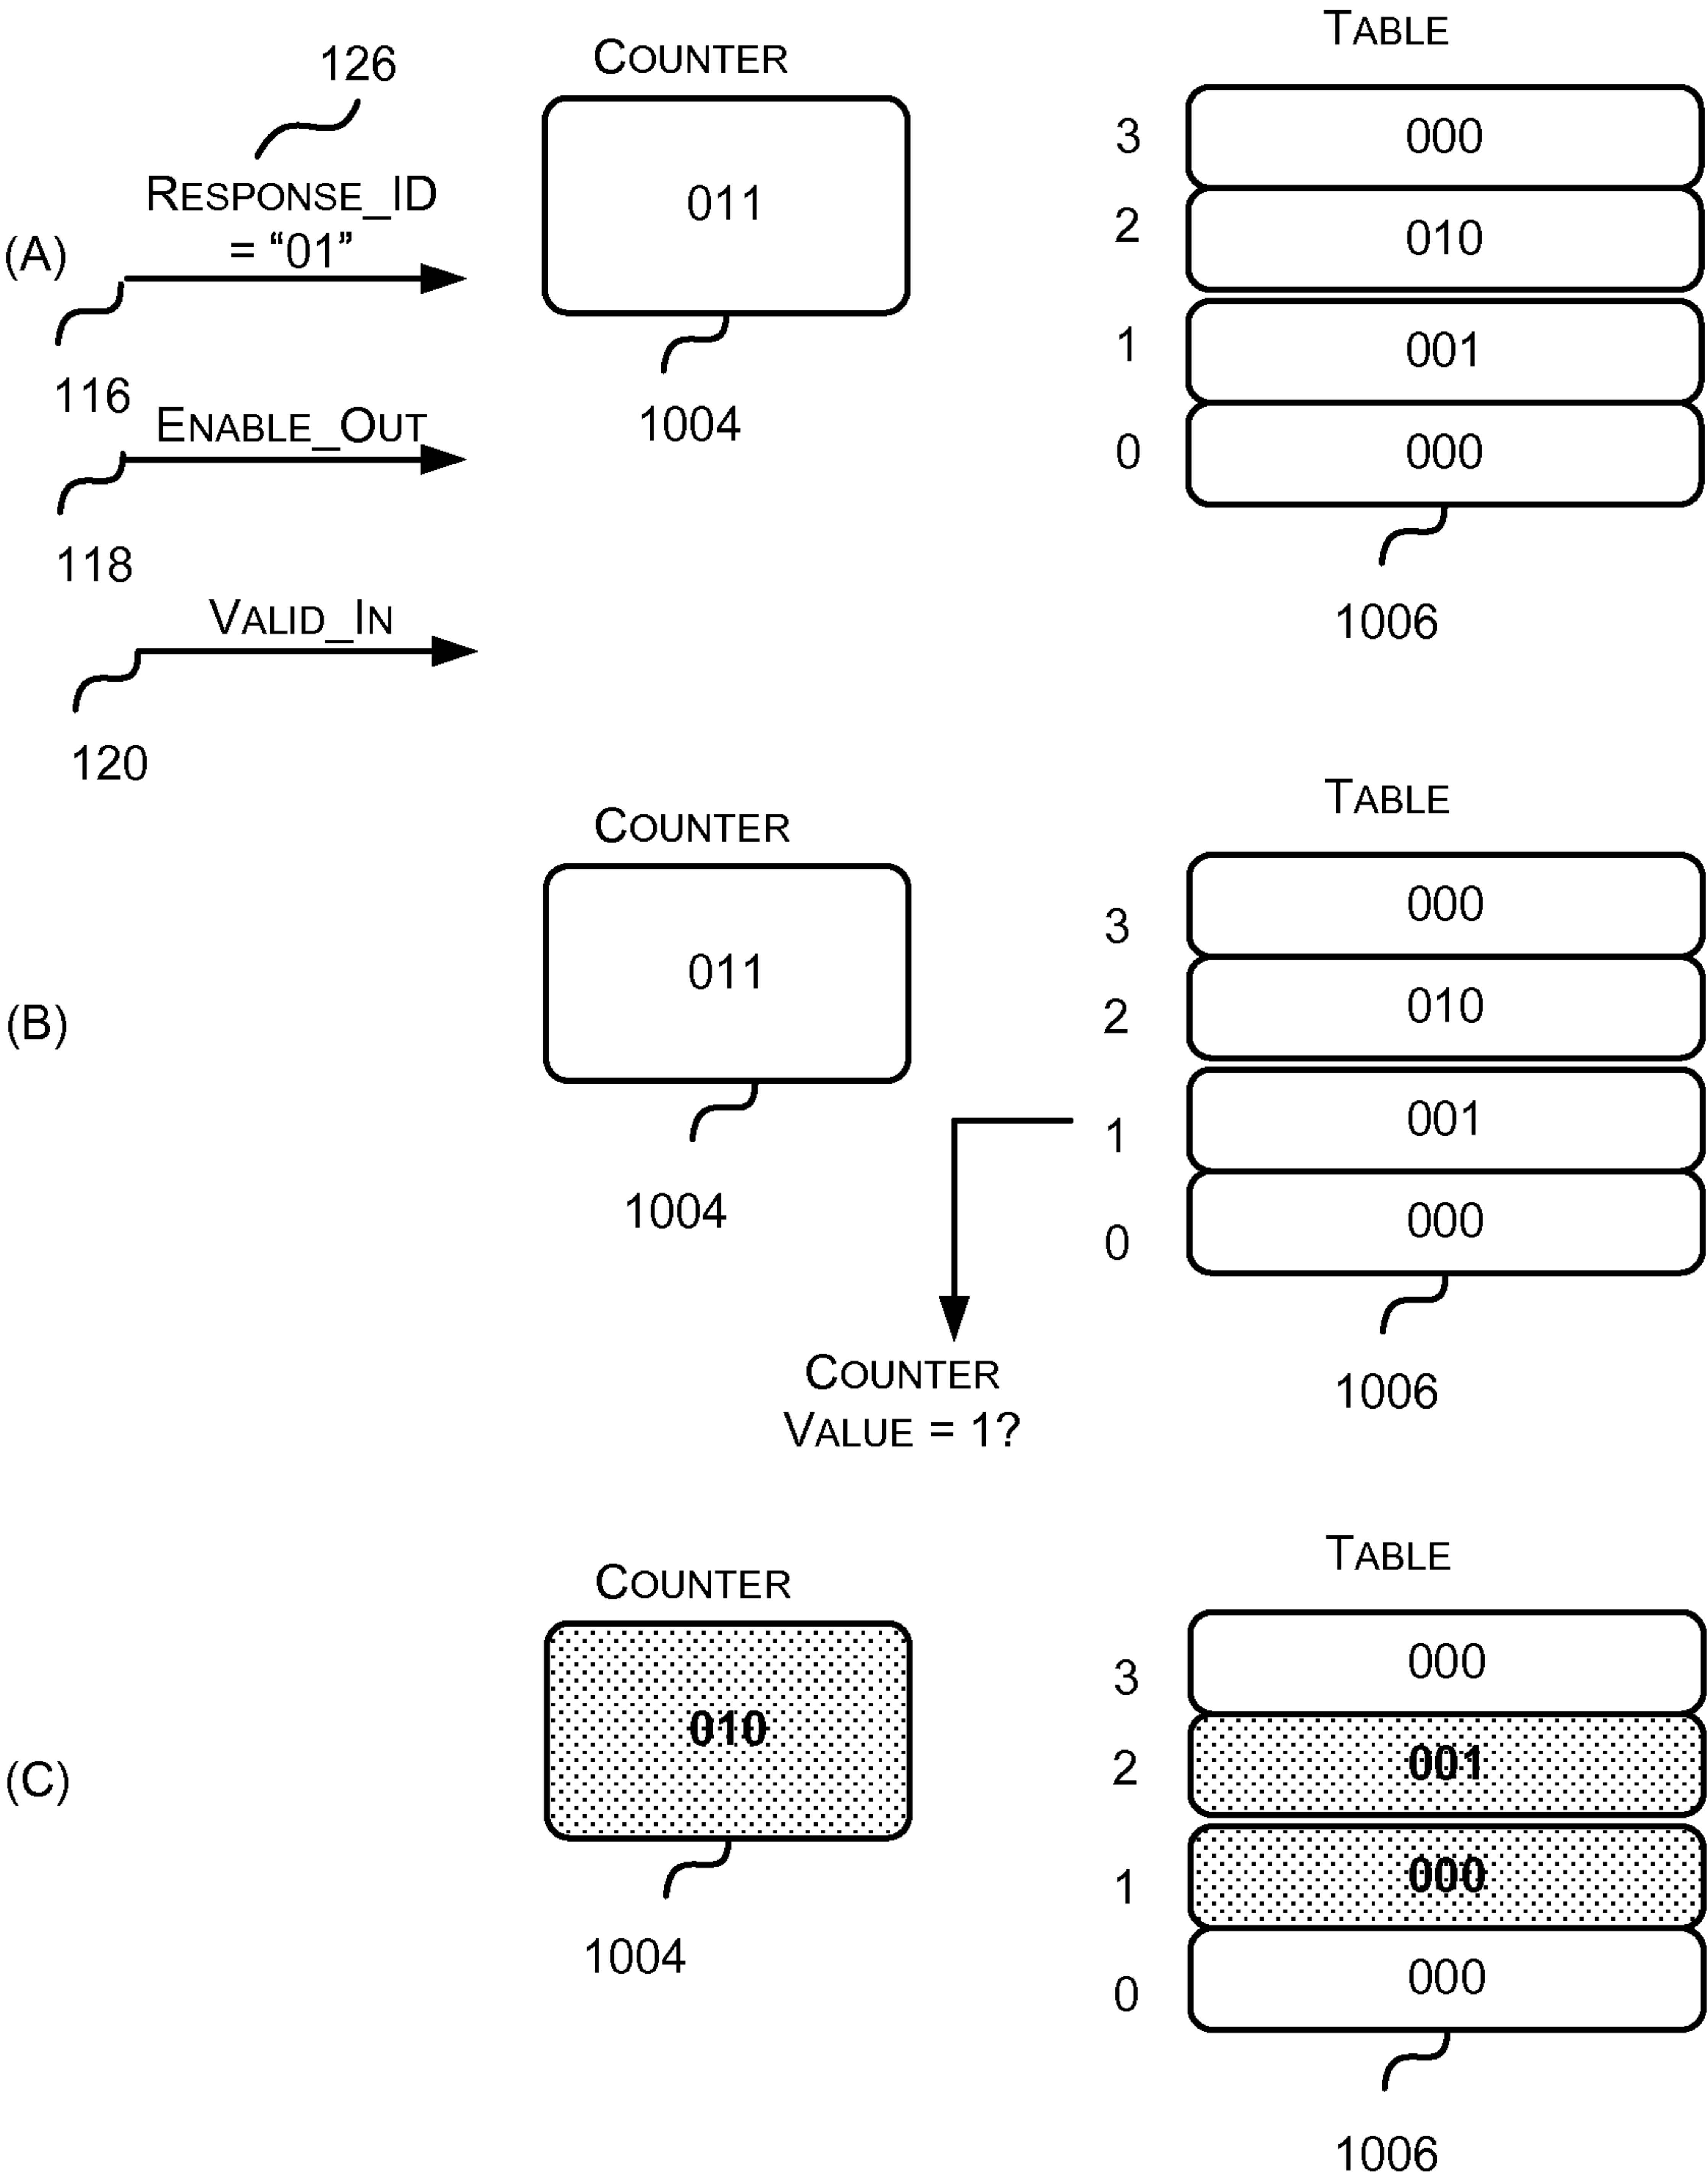 126
RESPONSE_ID
= “01”
(A)
116
ENABLE_OUT
118
VALID_IN
120
COUNTER
011
1004
TABLE
3 000
2 010
1 001
0 000
1006
(B)
COUNTER
011
1004
TABLE
3 000
2 010
1 001
0 000
1006
COUNTER
VALUE = 1?
(C)
COUNTER
010
1004
TABLE
3 000
2 001
1 000
0 000
1006